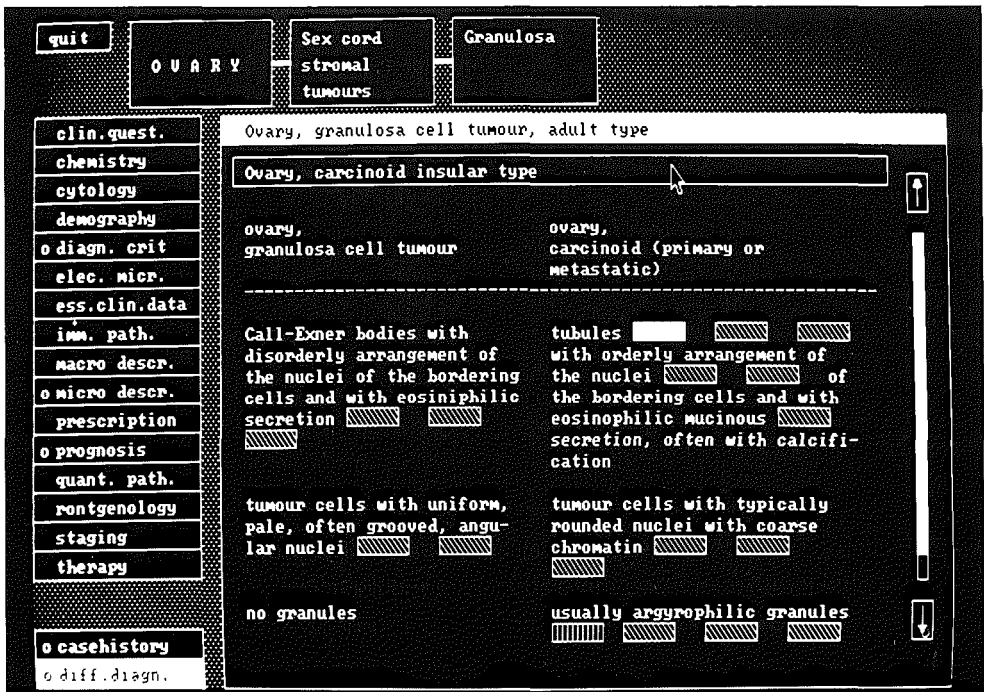 quit
O V A R Y
Sex cord
stromal
tumours
Granulosa
clin.quest.
chemistry
cytology
demography
o diagn. crit
elec. micr.
ess.clin.data
imm. path.
macro descr.
o micro descr.
prescription
o prognosis
quant. path.
rontgenology
staging
therapy
o casehistory
o diff.diagn.
Ovary, granulosa cell tumour, adult type
Ovary, carcinoid insular type
ovary,
granulosa cell tumour
ovary,
carcinoid (primary or
metastatic)
Call-Exner bodies with
disorderly arrangement of
the nuclei of the bordering
cells and with eosiniphilic
secretion
tubules
with orderly arrangement of
the nuclei of
the bordering cells and with
eosinophilic mucinous
secretion, often with calcifi-
cation
tumour cells with uniform,
pale, often grooved, angu-
lar nuclei
tumour cells with typically
rounded nuclei with coarse
chromatin
no granules
usually argyrophilic granules